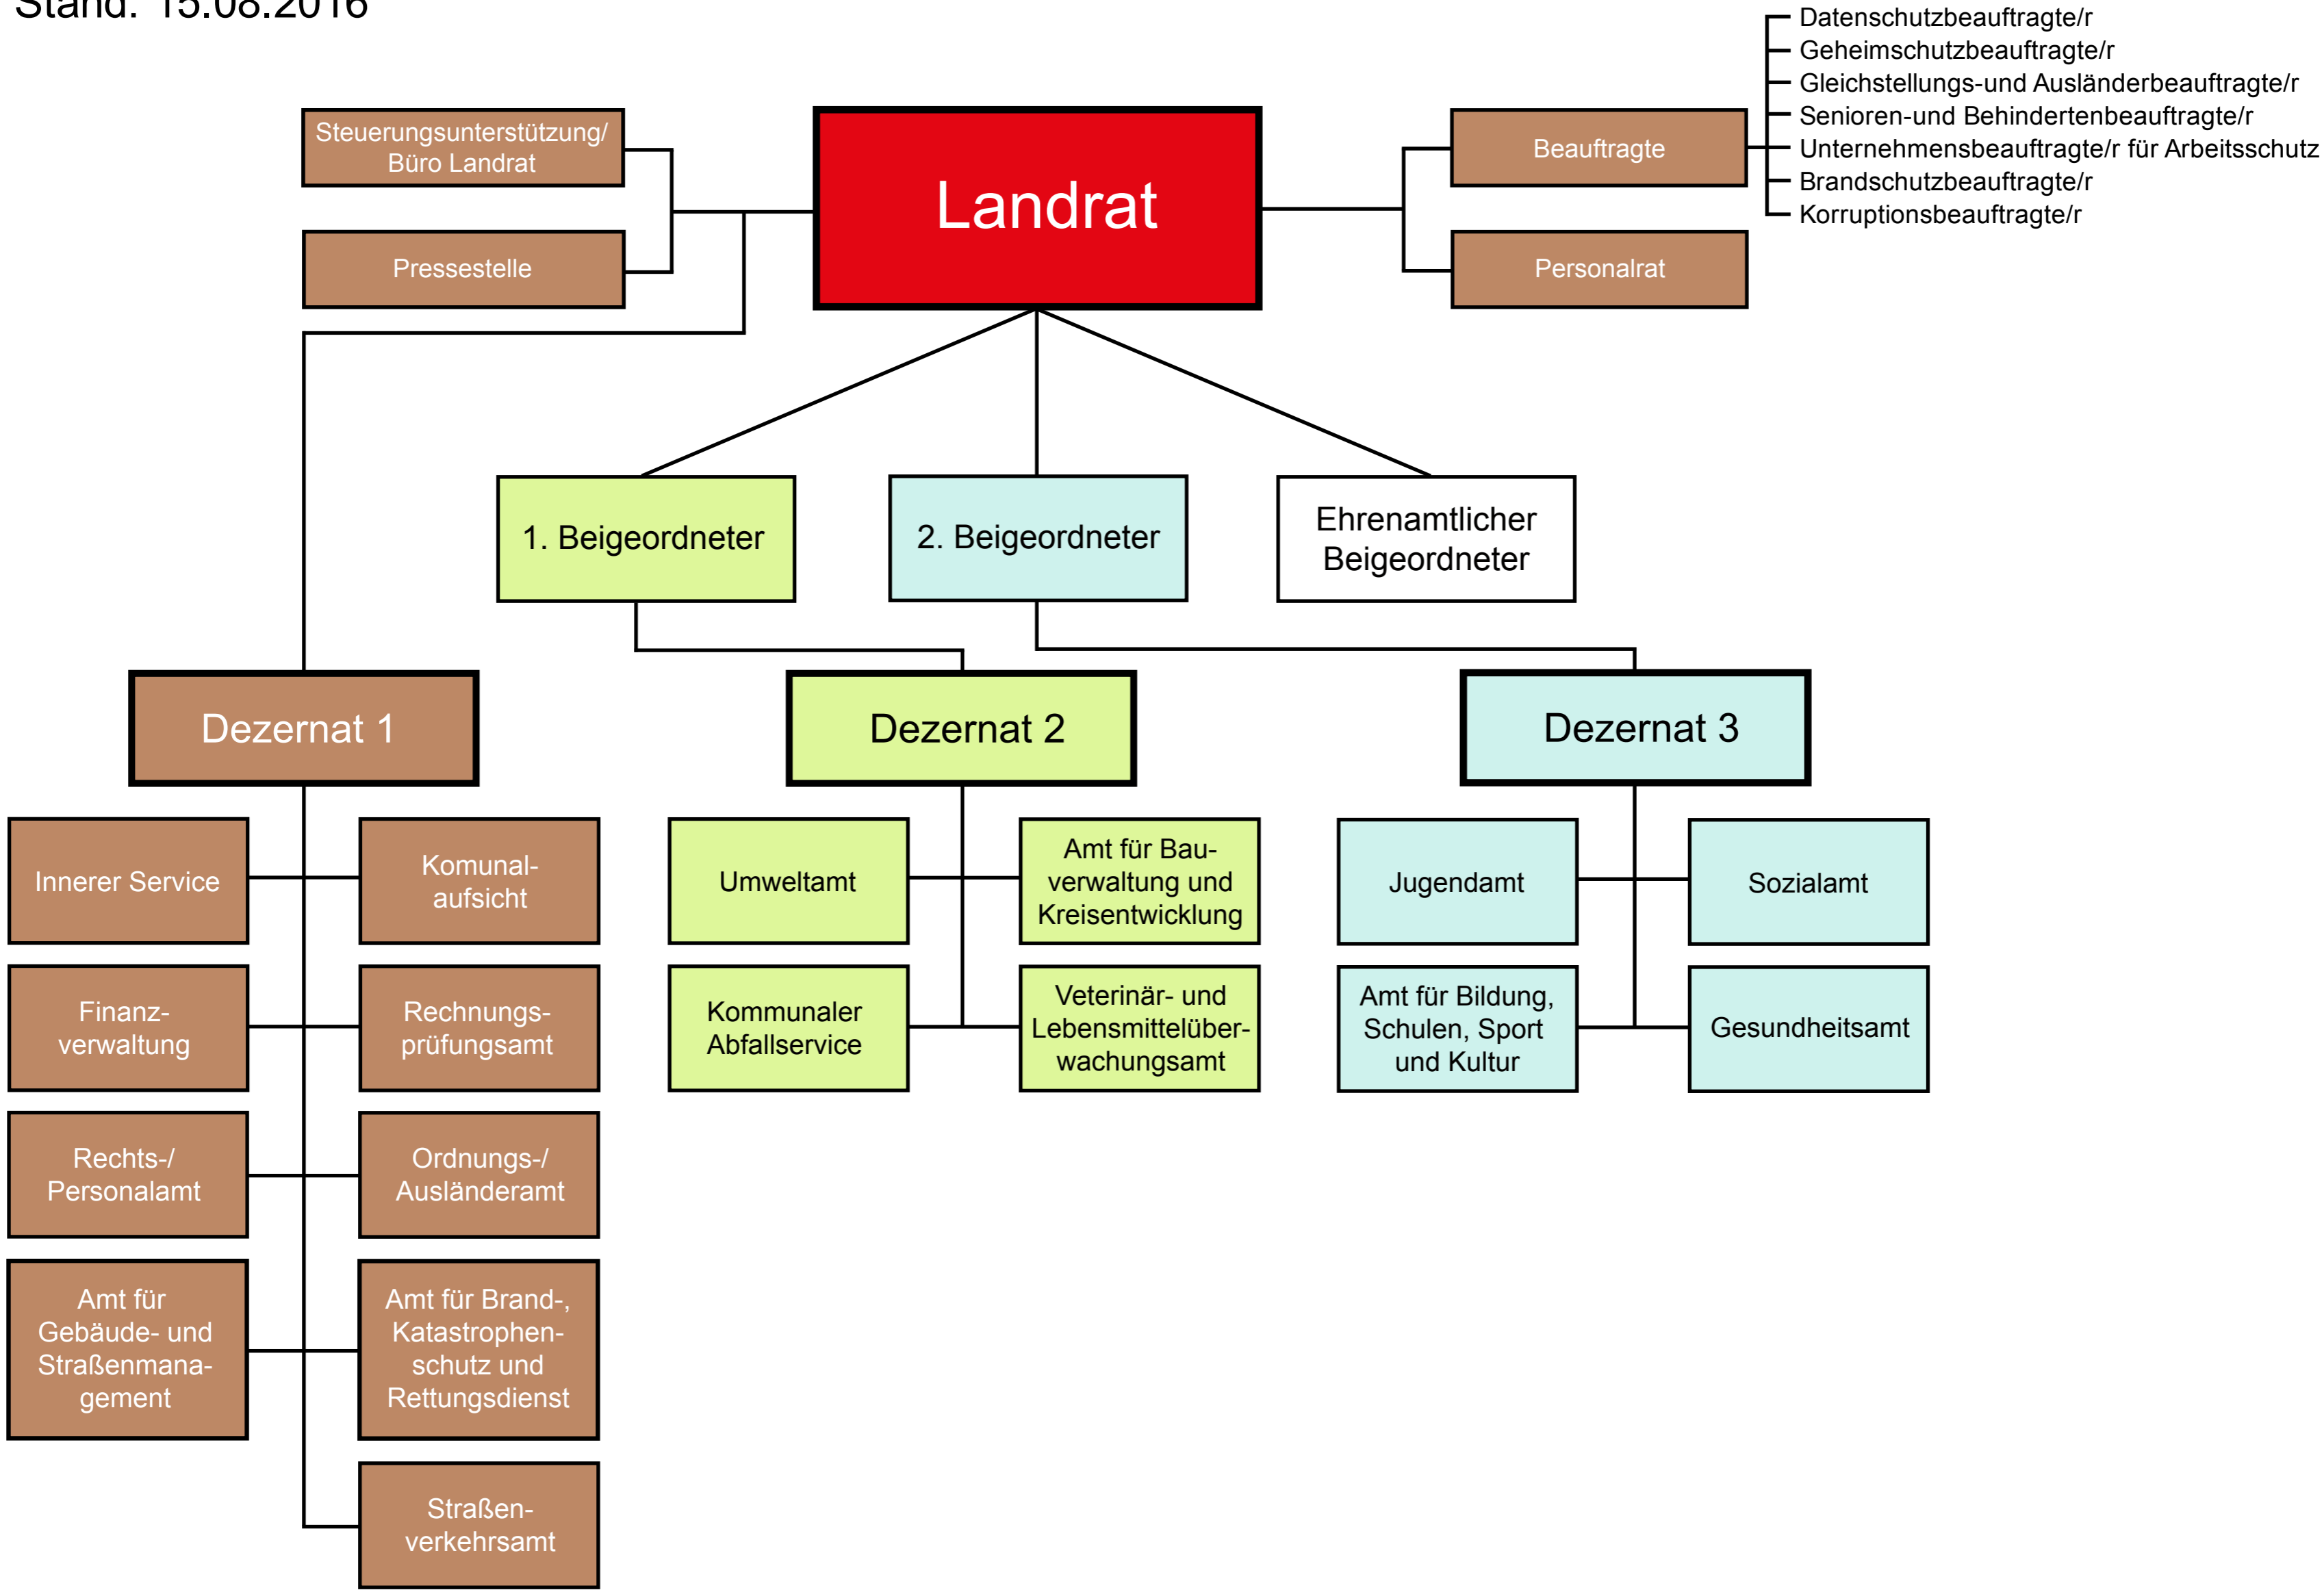 Stand: 15.08.2016
Datenschutzbeauftragte/r
Geheimschutzbeauftragte/r
Gleichstellungs-und Ausländerbeauftragte/r
Senioren-und Behindertenbeauftragte/r
Unternehmensbeauftragte/r für Arbeitsschutz
Brandschutzbeauftragte/r
Korruptionsbeauftragte/r
Steuerungsunterstützung/
Büro Landrat
Pressestelle
Landrat
Beauftragte
Personalrat
1. Beigeordneter
2. Beigeordneter
Ehrenamtlicher
Beigeordneter
Dezernat 1
Dezernat 2
Dezernat 3
Innerer Service
Komunal-
aufsicht
Finanz-
verwaltung
Rechnungs-
prüfungsamt
Rechts-/
Personalamt
Ordnungs-/
Ausländeramt
Amt für
Gebäude- und
Straßenmana-
gement
Amt für Brand-,
Katastrophen-
schutz und
Rettungsdienst
Straßen-
verkehrsamt
Umweltamt
Amt für Bau-
verwaltung und
Kreisentwicklung
Kommunaler
Abfallservice
Veterinär- und
Lebensmittelüber-
wachungsamt
Jugendamt
Sozialamt
Amt für Bildung,
Schulen, Sport
und Kultur
Gesundheitsamt